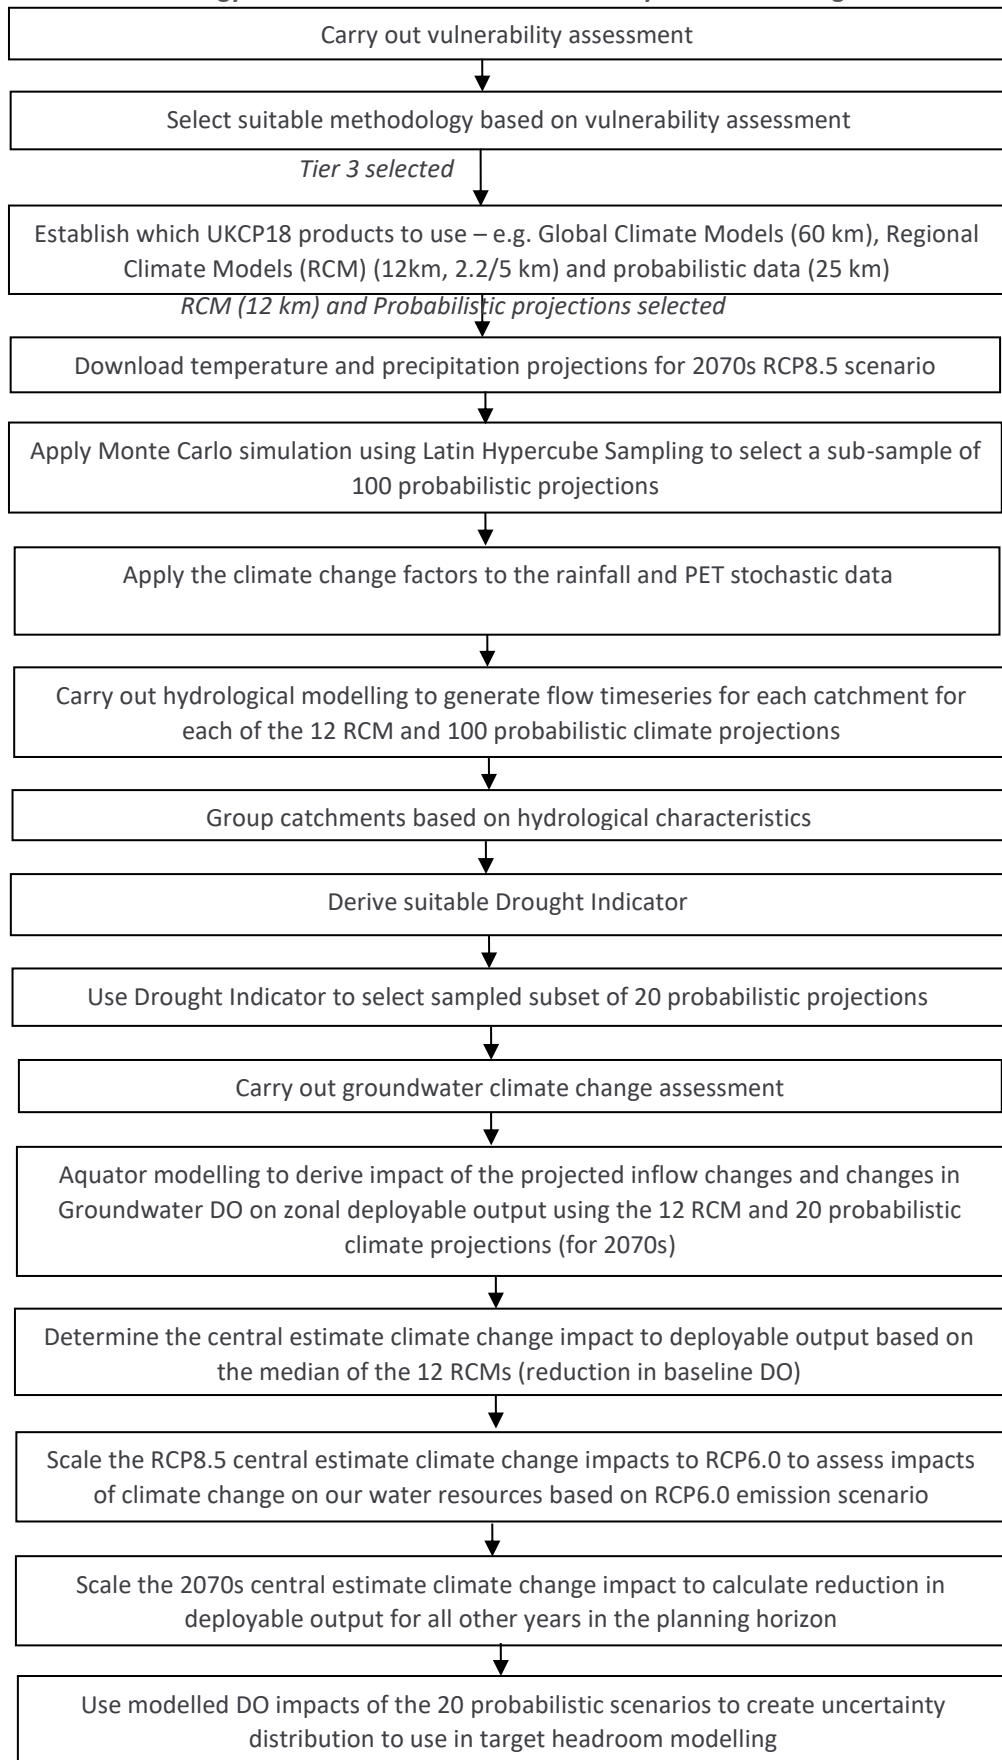 Carry out vulnerability assessment
Select suitable methodology based on vulnerability assessment
Tier 3 selected
Establish which UKCP18 products to use – e.g. Global Climate Models (60 km), Regional
Climate Models (RCM) (12km, 2.2/5 km) and probabilistic data (25 km)
RCM (12 km) and Probabilistic projections selected
Download temperature and precipitation projections for 2070s RCP8.5 scenario
Apply Monte Carlo simulation using Latin Hypercube Sampling to select a sub-sample of
100 probabilistic projections
Apply the climate change factors to the rainfall and PET stochastic data
Carry out hydrological modelling to generate flow timeseries for each catchment for
each of the 12 RCM and 100 probabilistic climate projections
Group catchments based on hydrological characteristics
Derive suitable Drought Indicator
Use Drought Indicator to select sampled subset of 20 probabilistic projections
Carry out groundwater climate change assessment
Aquator modelling to derive impact of the projected inflow changes and changes in
Groundwater DO on zonal deployable output using the 12 RCM and 20 probabilistic
climate projections (for 2070s)
Determine the central estimate climate change impact to deployable output based on
the median of the 12 RCMs (reduction in baseline DO)
Scale the RCP8.5 central estimate climate change impacts to RCP6.0 to assess impacts
of climate change on our water resources based on RCP6.0 emission scenario
Scale the 2070s central estimate climate change impact to calculate reduction in
deployable output for all other years in the planning horizon
Use modelled DO impacts of the 20 probabilistic scenarios to create uncertainty
distribution to use in target headroom modelling